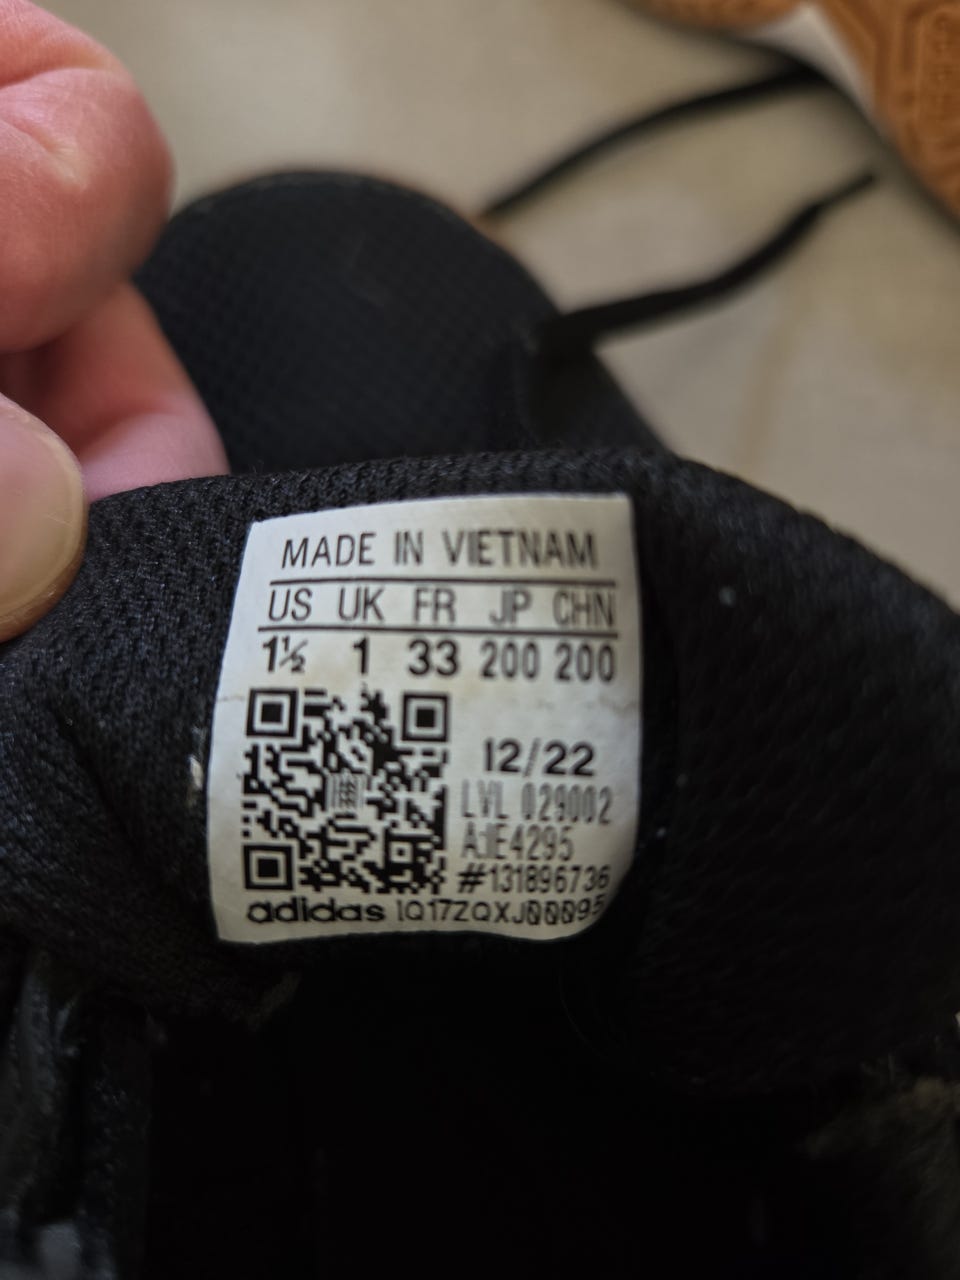 MADE IN VIETNAM
US UK FR JP CHN
1½ 1 33 200 200
12/22
LVL 029002
A:IE4295
#131896736
adidas 1Q17ZQXJ00095